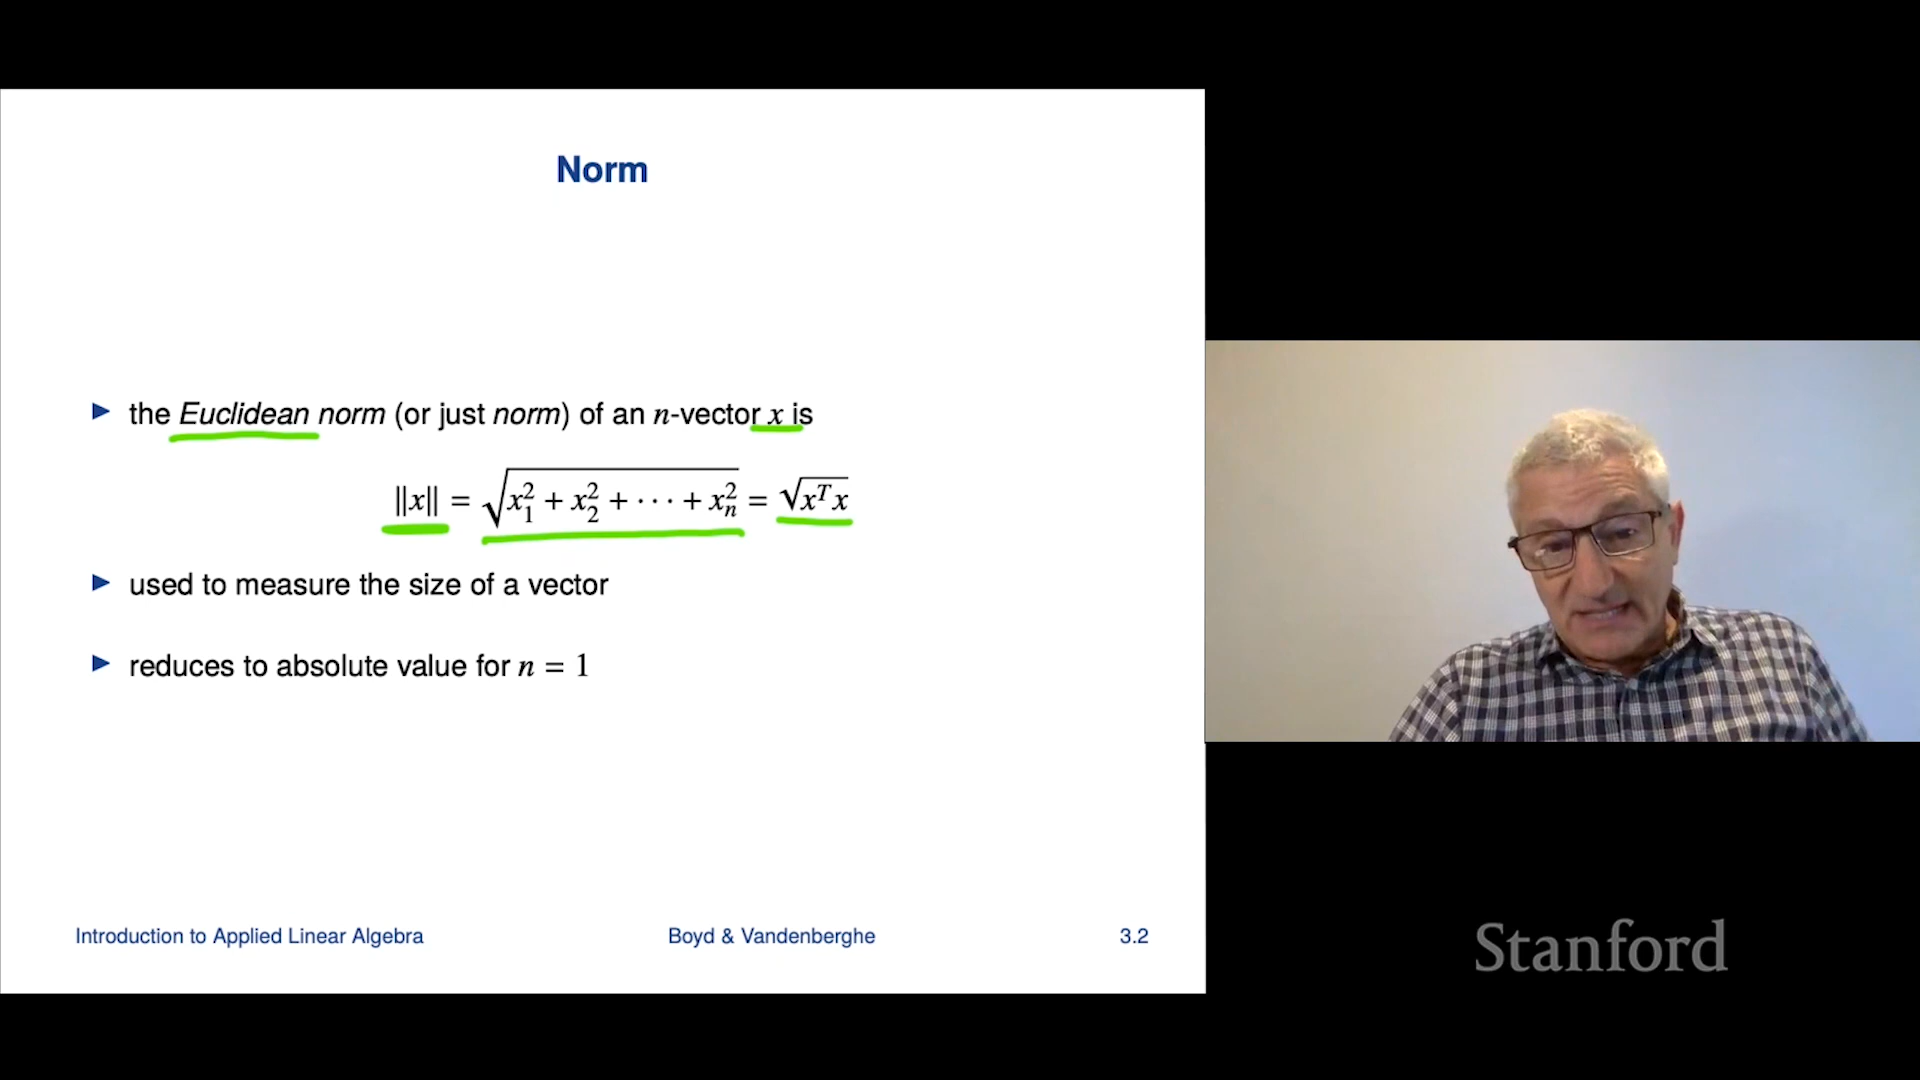 Norm
▶ the Euclidean norm (or just norm) of an n-vector x is
‖x‖ = √(x₁² + x₂² + ⋯ + xₙ²) = √(xᵀx)
▶ used to measure the size of a vector
▶ reduces to absolute value for n = 1
Introduction to Applied Linear Algebra Boyd & Vandenberghe 3.2
Stanford